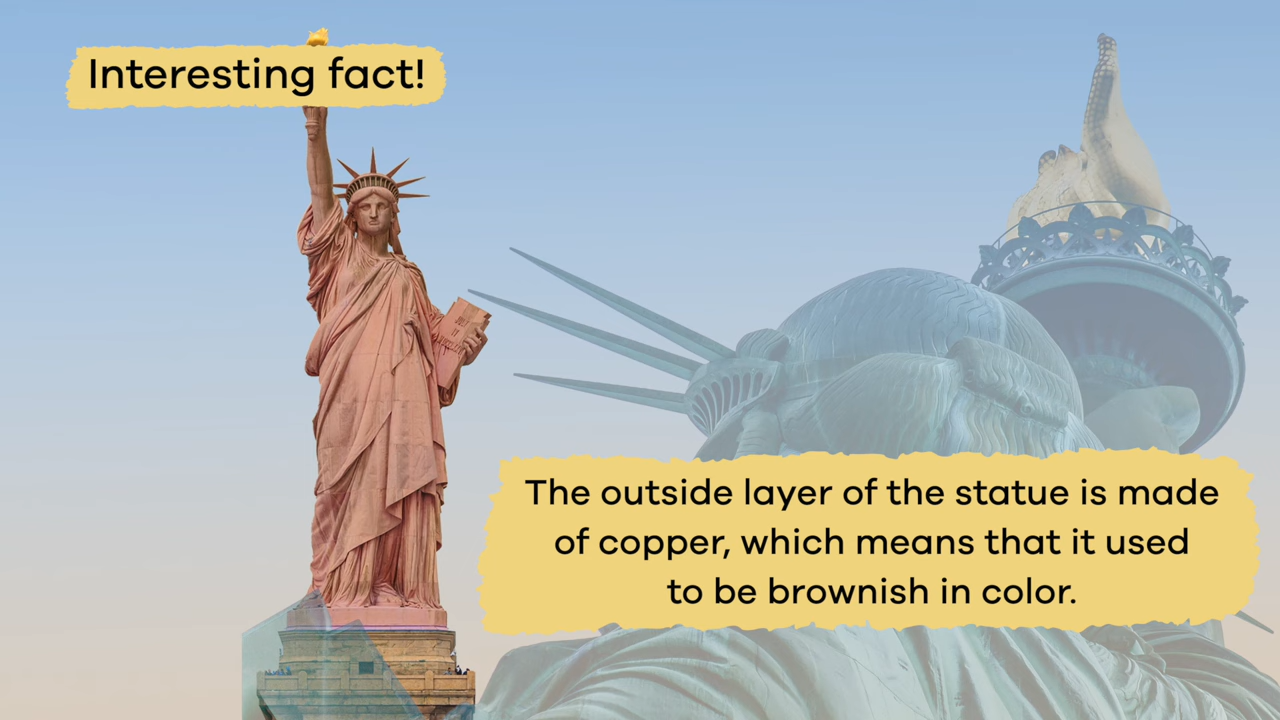 Interesting fact!
The outside layer of the statue is made
of copper, which means that it used
to be brownish in color.